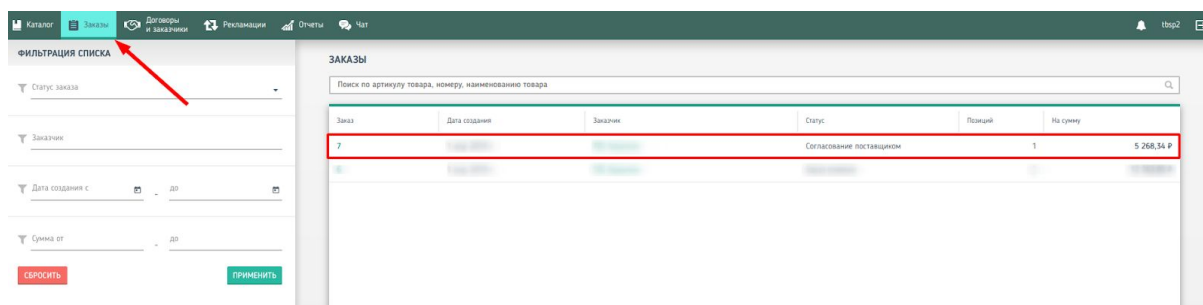 Каталог
Заказы
Договоры
и заказчики
Рекламации
Отчеты
Чат
tbsp2
ФИЛЬТРАЦИЯ СПИСКА
Статус заказа
Заказчик
Дата создания с - до
Сумма от - до
СБРОСИТЬ
ПРИМЕНИТЬ
ЗАКАЗЫ
Поиск по артикулу товара, номеру, наименованию товара
Заказ Дата создания Заказчик Статус Позиций На сумму
7 Согласование поставщиком 1 5 268,34 ₽